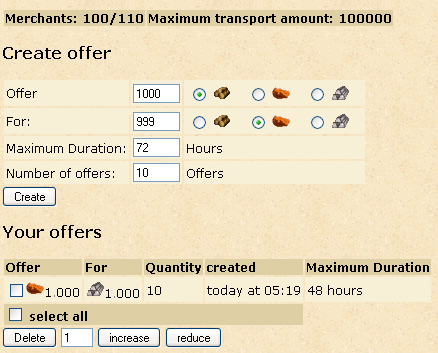 Merchants: 100/110 Maximum transport amount: 100000
Create offer
Offer 1000
For: 999
Maximum Duration: 72 Hours
Number of offers: 10 Offers
Create
Your offers
Offer For Quantity created Maximum Duration
1.000 1.000 10 today at 05:19 48 hours
select all
Delete 1 increase reduce